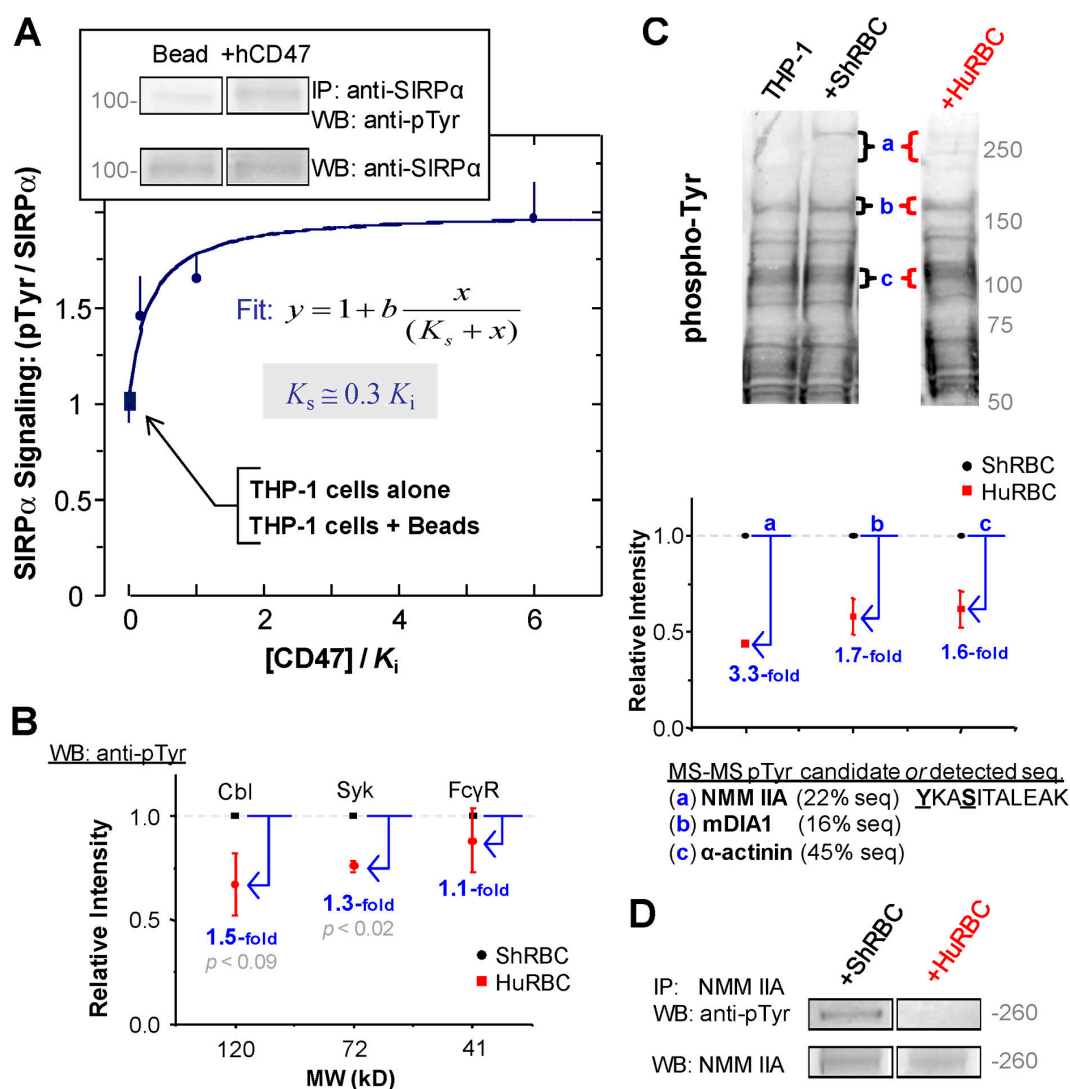 A
Bead +hCD47
100-
IP: anti-SIRPα
WB: anti-pTyr
100-
WB: anti-SIRPα
SIRPα Signaling: (pTyr / SIRPα)
1.5
1
0.5
0
Fit: y = 1 + b x / (K_s + x)
K_s ≅ 0.3 K_i
THP-1 cells alone
THP-1 cells + Beads
0 2 4 6
[CD47] / K_i
B
WB: anti-pTyr
Relative Intensity
1.0
0.5
0.0
Cbl Syk FcγR
1.5-fold
p < 0.09
1.3-fold
p < 0.02
1.1-fold
ShRBC
HuRBC
120 72 41
MW (kD)
C
THP-1
+ShRBC
+HuRBC
phospho-Tyr
a
b
c
250
150
100
75
50
ShRBC
HuRBC
Relative Intensity
1.0
0.5
0.0
a b c
3.3-fold
1.7-fold
1.6-fold
MS-MS pTyr candidate or detected seq.
(a) NMM IIA (22% seq) YKASITALEAK
(b) mDIA1 (16% seq)
(c) α-actinin (45% seq)
D
+ShRBC
+HuRBC
IP: NMM IIA
WB: anti-pTyr
-260
WB: NMM IIA
-260